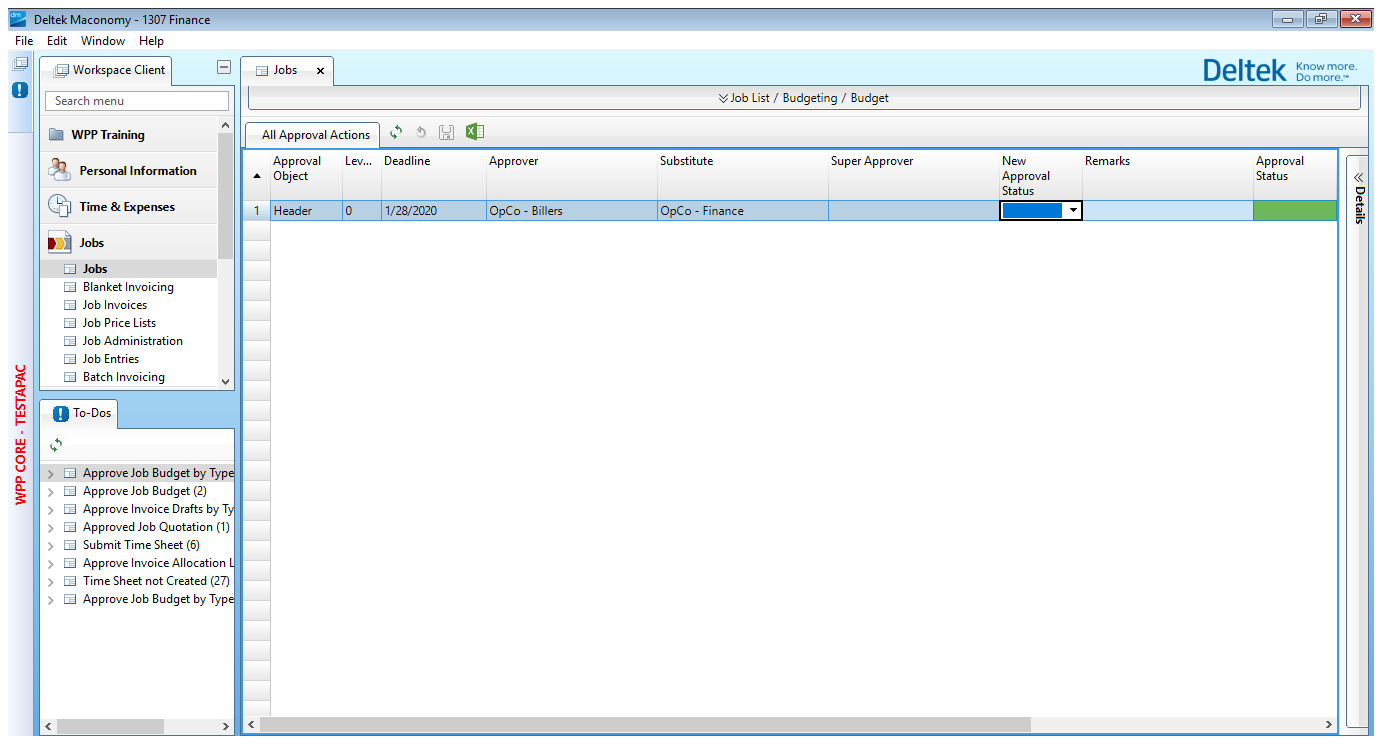 Deltek Maconomy - 1307 Finance
File Edit Window Help
Workspace Client
Jobs x
Deltek Know more.
Do more.™
Search menu
Job List / Budgeting / Budget
WPP Training
All Approval Actions
Personal Information
Approval Object Lev... Deadline Approver Substitute Super Approver New Approval Status Remarks Approval Status
Details
Time & Expenses
1 Header 0 1/28/2020 OpCo - Billers OpCo - Finance
Jobs
Jobs
Blanket Invoicing
Job Invoices
Job Price Lists
Job Administration
Job Entries
Batch Invoicing
WPP CORE - TESTAPAC
To-Dos
Approve Job Budget by Type
Approve Job Budget (2)
Approve Invoice Drafts by Ty
Approved Job Quotation (1)
Submit Time Sheet (6)
Approve Invoice Allocation L
Time Sheet not Created (27)
Approve Job Budget by Type